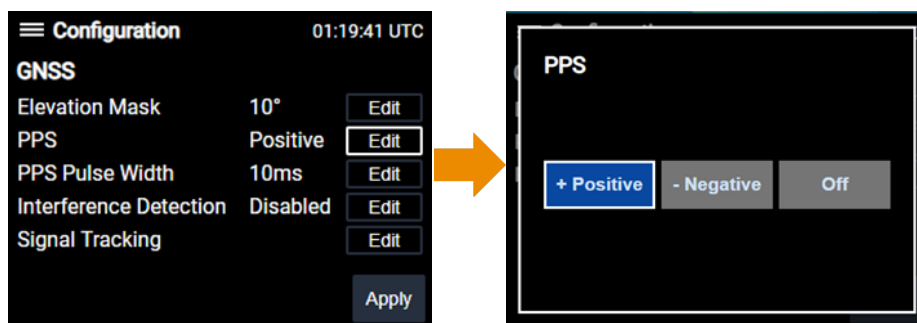 Configuration 01:19:41 UTC
GNSS
Elevation Mask 10° Edit
PPS Positive Edit
PPS Pulse Width 10ms Edit
Interference Detection Disabled Edit
Signal Tracking Edit
Apply
PPS
+ Positive - Negative Off